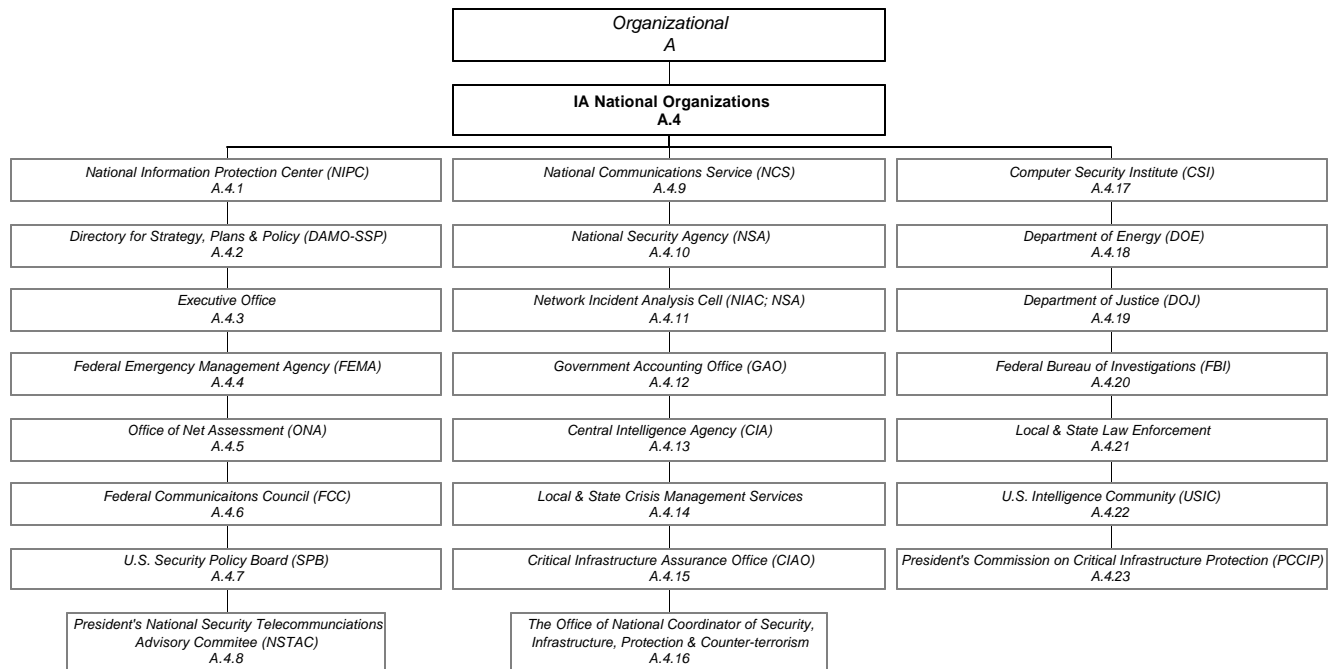 Organizational
A
IA National Organizations
A.4
National Information Protection Center (NIPC)
A.4.1
Directory for Strategy, Plans & Policy (DAMO-SSP)
A.4.2
Executive Office
A.4.3
Federal Emergency Management Agency (FEMA)
A.4.4
Office of Net Assessment (ONA)
A.4.5
Federal Communicaitons Council (FCC)
A.4.6
U.S. Security Policy Board (SPB)
A.4.7
President's National Security Telecommunciations
Advisory Commitee (NSTAC)
A.4.8
National Communications Service (NCS)
A.4.9
National Security Agency (NSA)
A.4.10
Network Incident Analysis Cell (NIAC; NSA)
A.4.11
Government Accounting Office (GAO)
A.4.12
Central Intelligence Agency (CIA)
A.4.13
Local & State Crisis Management Services
A.4.14
Critical Infrastructure Assurance Office (CIAO)
A.4.15
The Office of National Coordinator of Security,
Infrastructure, Protection & Counter-terrorism
A.4.16
Computer Security Institute (CSI)
A.4.17
Department of Energy (DOE)
A.4.18
Department of Justice (DOJ)
A.4.19
Federal Bureau of Investigations (FBI)
A.4.20
Local & State Law Enforcement
A.4.21
U.S. Intelligence Community (USIC)
A.4.22
President's Commission on Critical Infrastructure Protection (PCCIP)
A.4.23